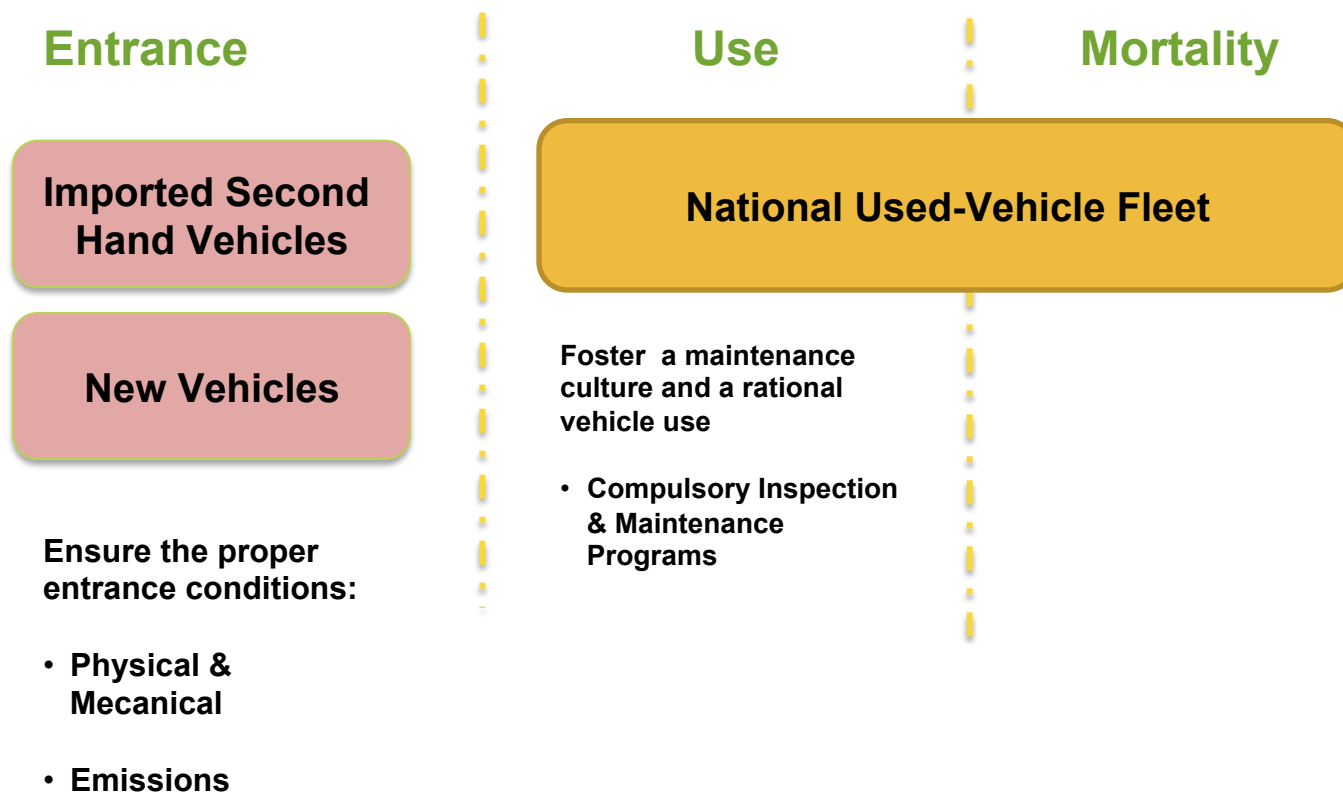 Entrance
Use
Mortality
Imported Second
Hand Vehicles
National Used-Vehicle Fleet
New Vehicles
Foster a maintenance
culture and a rational
vehicle use
• Compulsory Inspection
& Maintenance
Programs
Ensure the proper
entrance conditions:
• Physical &
Mecanical
• Emissions